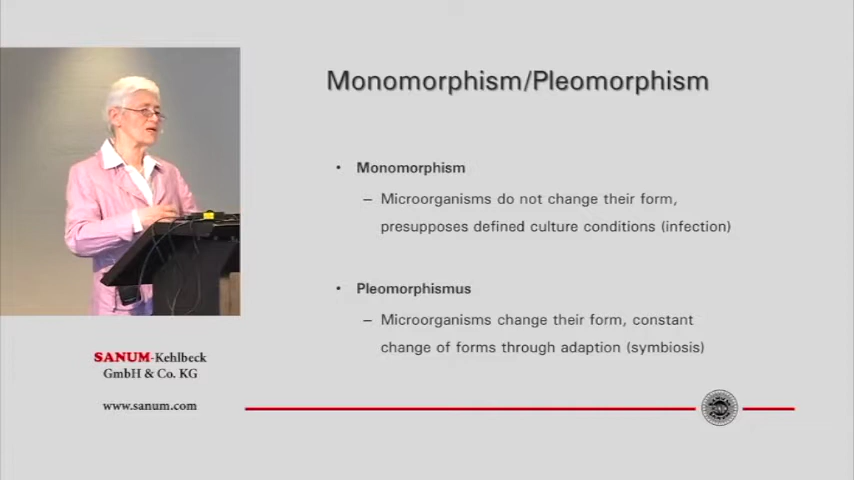 Monomorphism/Pleomorphism
• Monomorphism
– Microorganisms do not change their form,
presupposes defined culture conditions (infection)
• Pleomorphismus
– Microorganisms change their form, constant
change of forms through adaption (symbiosis)
SANUM-Kehlbeck
GmbH & Co. KG
www.sanum.com